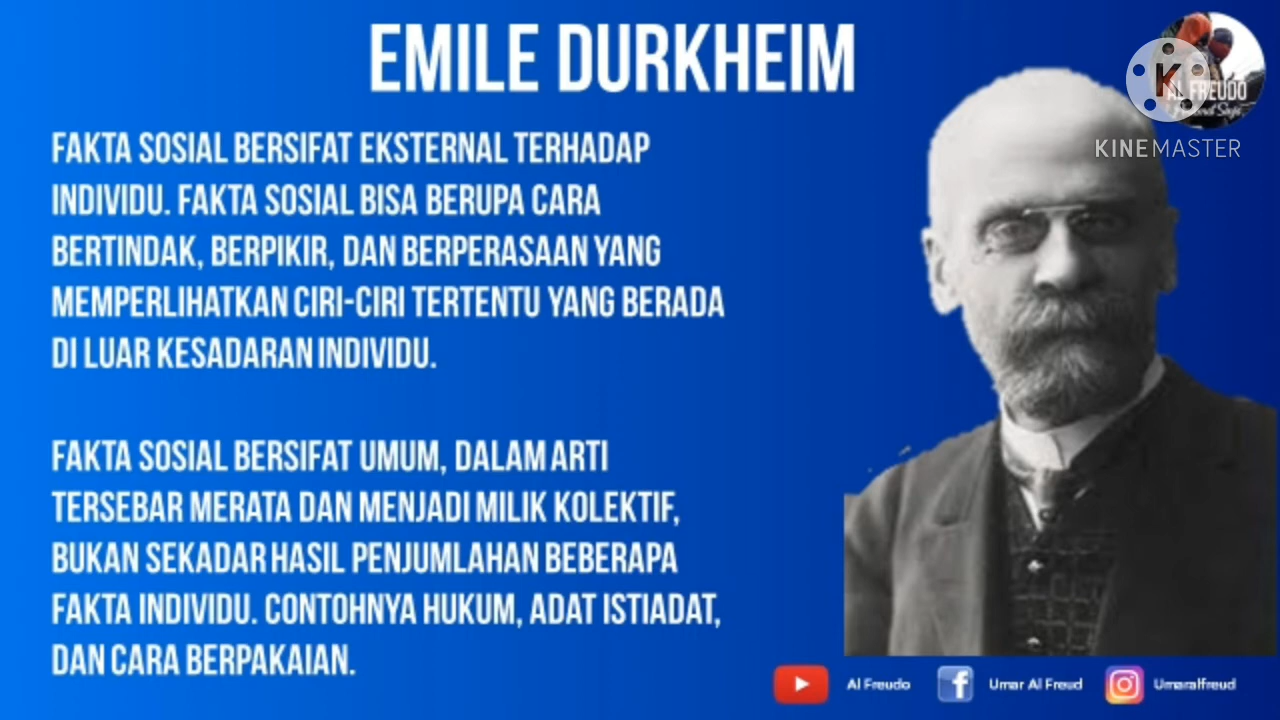 EMILE DURKHEIM
FAKTA SOSIAL BERSIFAT EKSTERNAL TERHADAP
INDIVIDU. FAKTA SOSIAL BISA BERUPA CARA
BERTINDAK, BERPIKIR, DAN BERPERASAAN YANG
MEMPERLIHATKAN CIRI-CIRI TERTENTU YANG BERADA
DI LUAR KESADARAN INDIVIDU.
FAKTA SOSIAL BERSIFAT UMUM, DALAM ARTI
TERSEBAR MERATA DAN MENJADI MILIK KOLEKTIF,
BUKAN SEKADAR HASIL PENJUMLAHAN BEBERAPA
FAKTA INDIVIDU. CONTOHNYA HUKUM, ADAT ISTIADAT,
DAN CARA BERPAKAIAN.
K
AL FREUDO
KINEMASTER
Al Freudo
Umar Al Freud
Umaralfreud